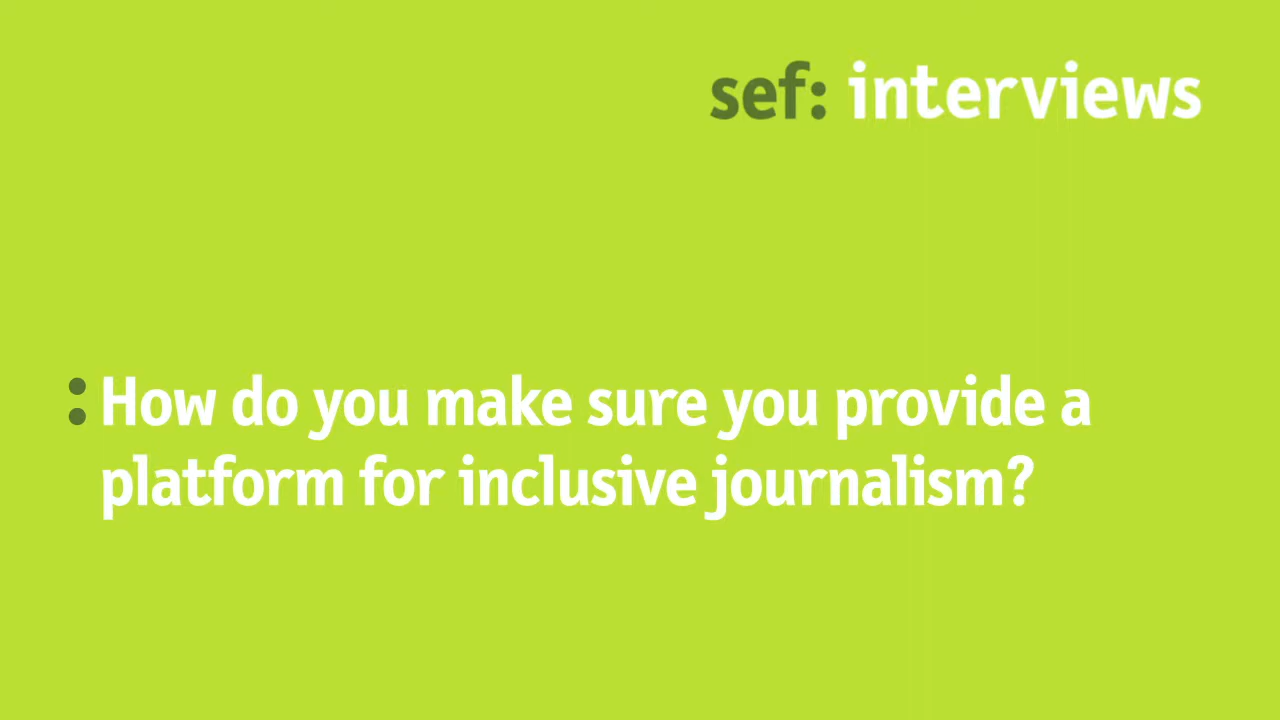 sef: interviews
: How do you make sure you provide a
platform for inclusive journalism?